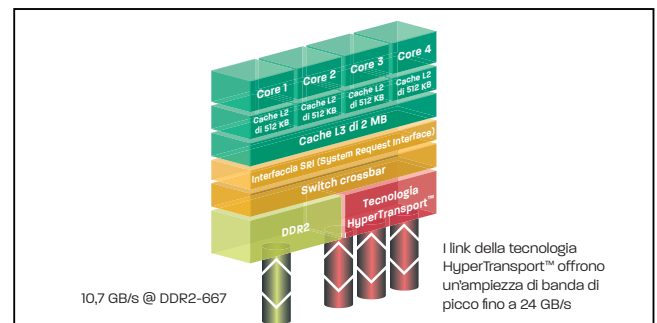 Core 1
Core 2
Core 3
Core 4
Cache L2
di 512 KB
Cache L2
di 512 KB
Cache L2
di 512 KB
Cache L2
di 512 KB
Cache L3 di 2 MB
Interfaccia SRI (System Request Interface)
Switch crossbar
DDR2
Tecnologia
HyperTransport™
10,7 GB/s @ DDR2-667
I link della tecnologia
HyperTransport™ offrono
un'ampiezza di banda di
picco fino a 24 GB/s